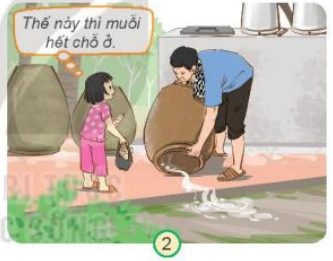 Thế này thì muỗi
hết chỗ ở.
2